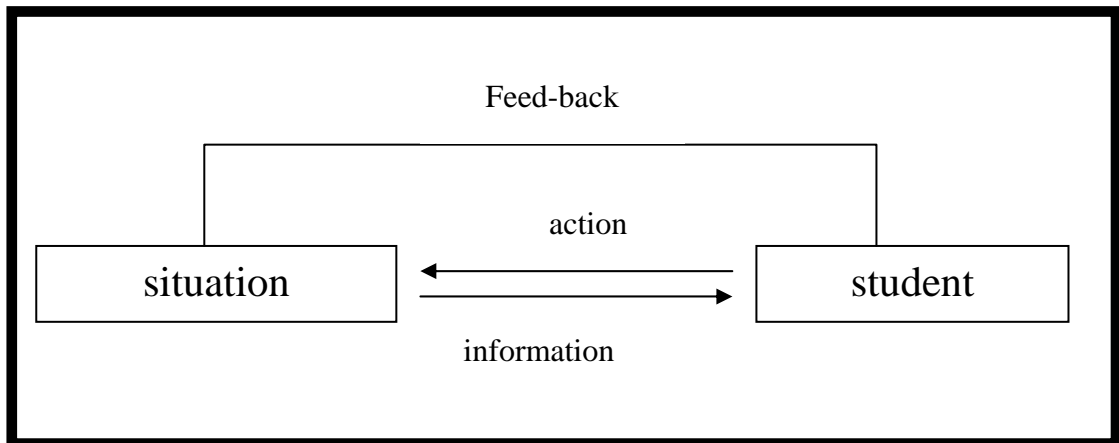 Feed-back
action
situation
student
information